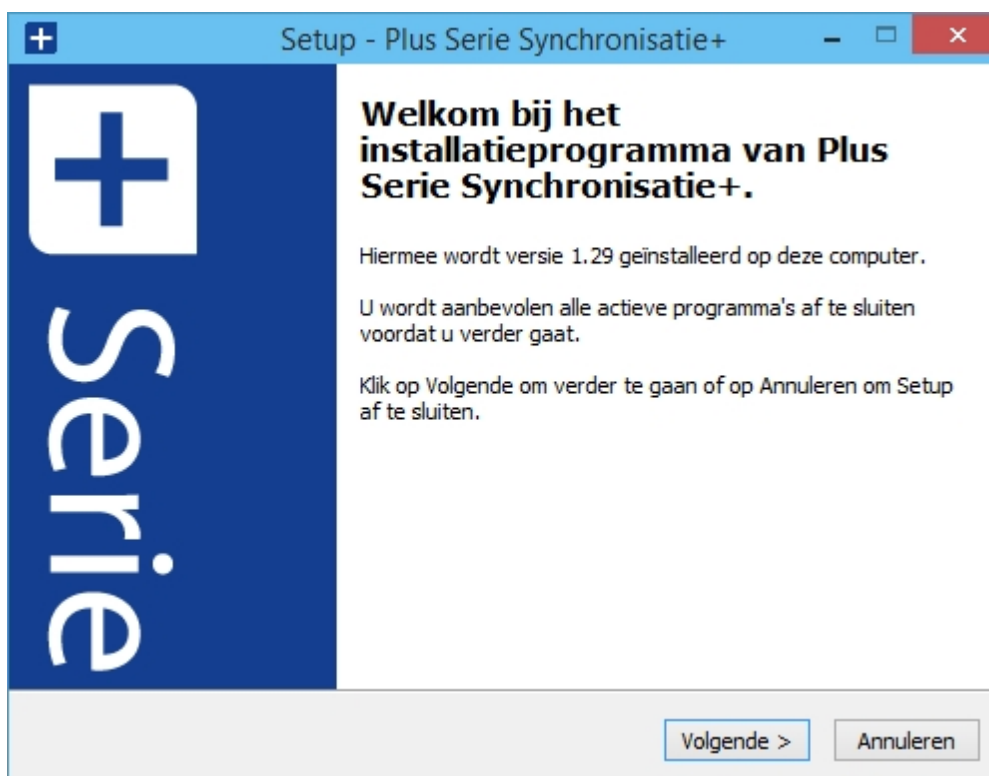 Setup - Plus Serie Synchronisatie+
+ Serie
Welkom bij het
installatieprogramma van Plus
Serie Synchronisatie+.
Hiermee wordt versie 1.29 geïnstalleerd op deze computer.
U wordt aanbevolen alle actieve programma's af te sluiten
voordat u verder gaat.
Klik op Volgende om verder te gaan of op Annuleren om Setup
af te sluiten.
Volgende >
Annuleren